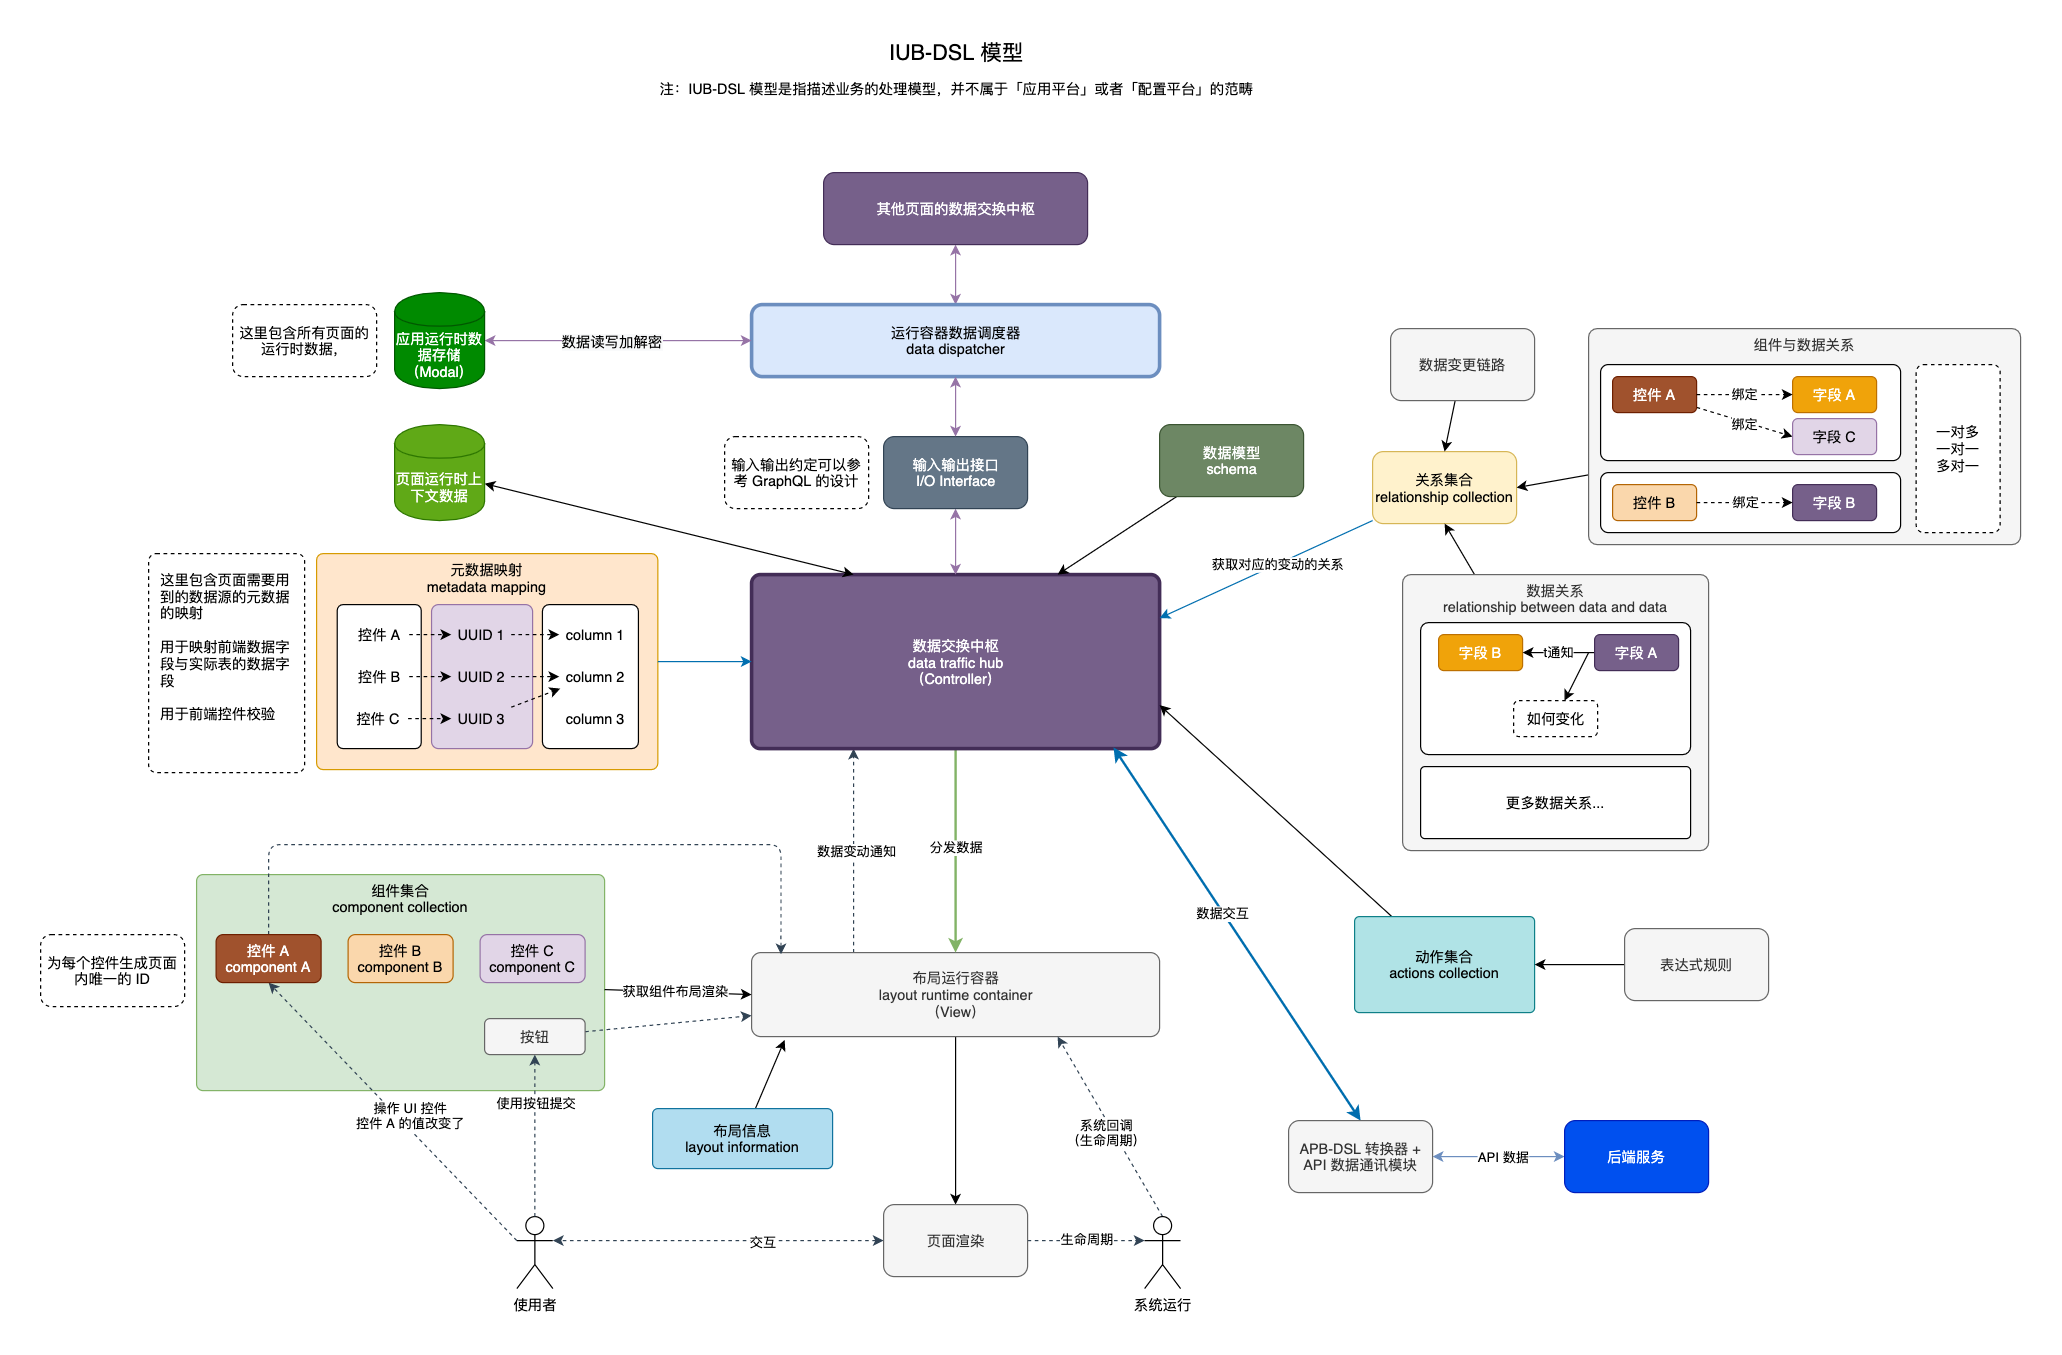 IUB-DSL 模型
注：IUB-DSL 模型是指描述业务的处理模型，并不属于「应用平台」或者「配置平台」的范畴
其他页面的数据交换中枢
这里包含所有页面的
运行时数据，
应用运行时数
据存储
（Modal）
数据读写加解密
运行容器数据调度器
data dispatcher
数据变更链路
组件与数据关系
控件 A
绑定
字段 A
绑定
字段 C
控件 B
绑定
字段 B
一对多
一对一
多对一
页面运行时上
下文数据
输入输出约定可以参
考 GraphQL 的设计
输入输出接口
I/O Interface
数据模型
schema
关系集合
relationship collection
获取对应的变动的关系
这里包含页面需要用
到的数据源的元数据
的映射
用于映射前端数据字
段与实际表的数据字
段
用于前端控件校验
元数据映射
metadata mapping
控件 A
UUID 1
column 1
控件 B
UUID 2
column 2
控件 C
UUID 3
column 3
数据交换中枢
data traffic hub
（Controller）
数据关系
relationship between data and data
字段 B
t通知
字段 A
如何变化
更多数据关系...
数据变动通知
分发数据
数据交互
组件集合
component collection
控件 A
component A
控件 B
component B
控件 C
component C
按钮
为每个控件生成页面
内唯一的 ID
获取组件布局渲染
布局运行容器
layout runtime container
（View）
动作集合
actions collection
表达式规则
操作 UI 控件
控件 A 的值改变了
使用按钮提交
布局信息
layout information
系统回调
（生命周期）
APB-DSL 转换器 +
API 数据通讯模块
API 数据
后端服务
交互
页面渲染
生命周期
使用者
系统运行